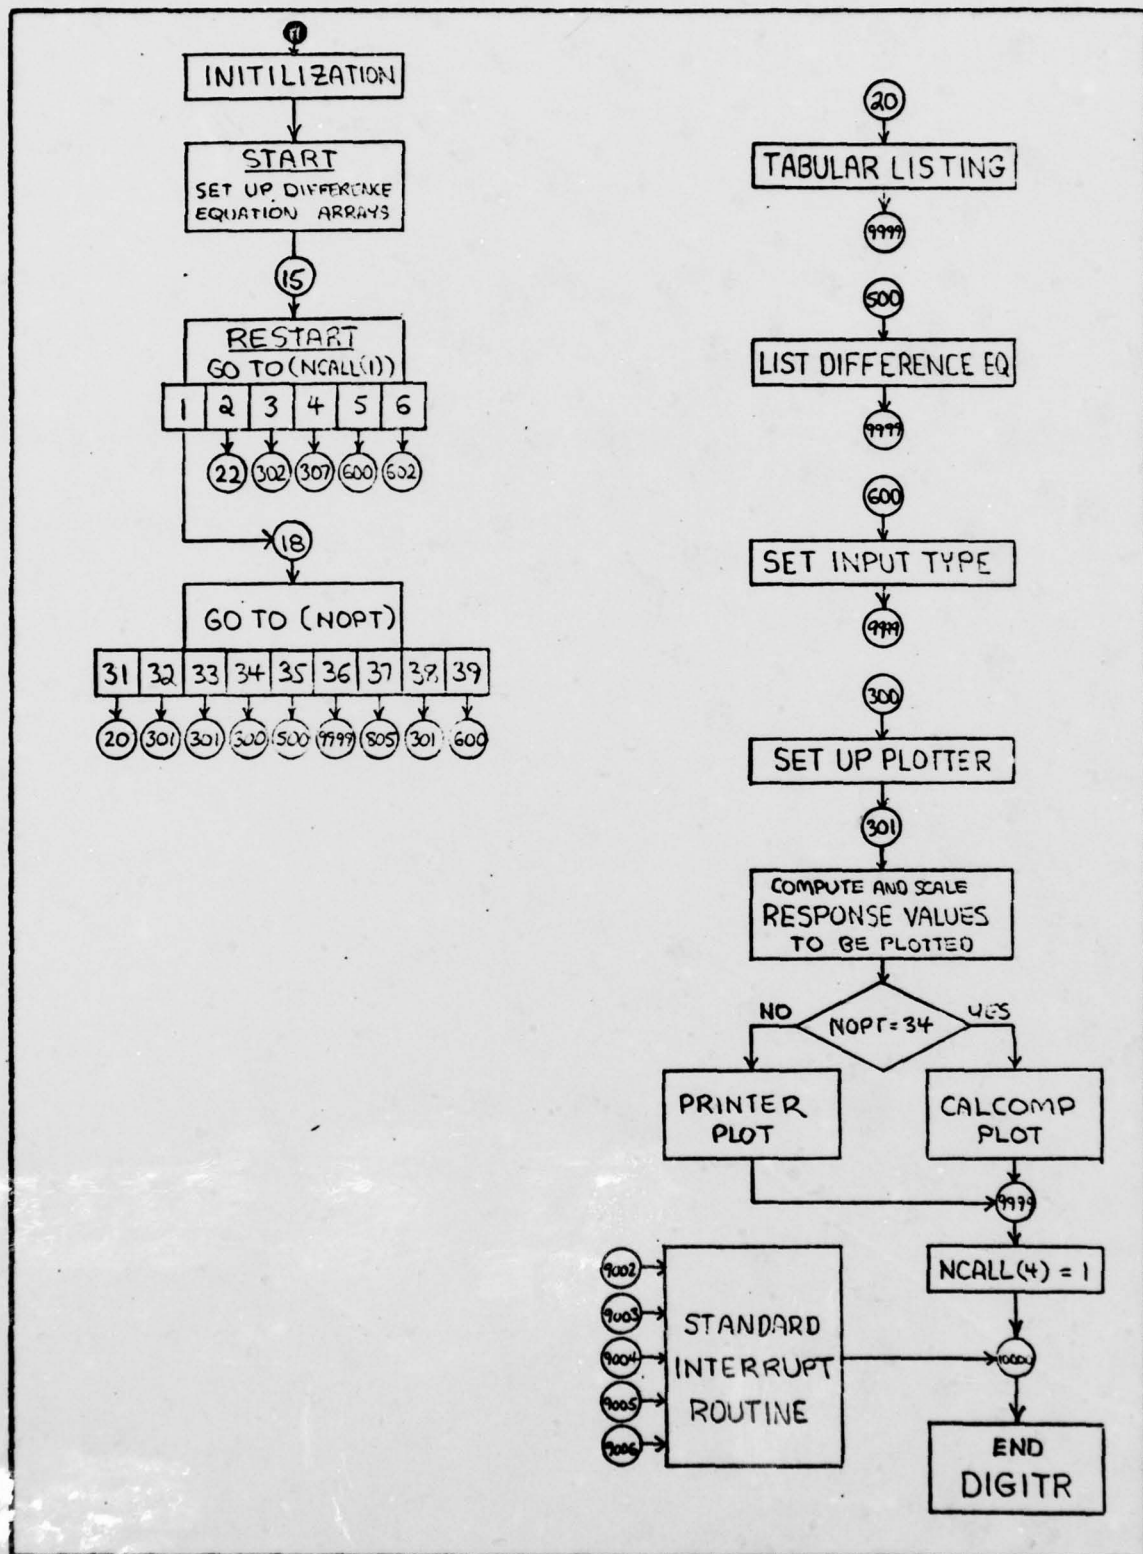 INITILIZATION
START
SET UP DIFFERENCE
EQUATION ARRAYS
15
RESTART
GO TO (NCALL(1))
1 2 3 4 5 6
22 302 307 600 602
18
GO TO (NOPT)
31 32 33 34 35 36 37 38 39
20 301 301 300 500 9999 805 301 600
20
TABULAR LISTING
9999
500
LIST DIFFERENCE EQ
9999
600
SET INPUT TYPE
9999
300
SET UP PLOTTER
301
COMPUTE AND SCALE
RESPONSE VALUES
TO BE PLOTTED
NO
NOPT=34
YES
PRINTER
PLOT
CALCOMP
PLOT
9999
NCALL(4) = 1
9002
9003
9004
9005
9006
STANDARD
INTERRUPT
ROUTINE
END
DIGITR